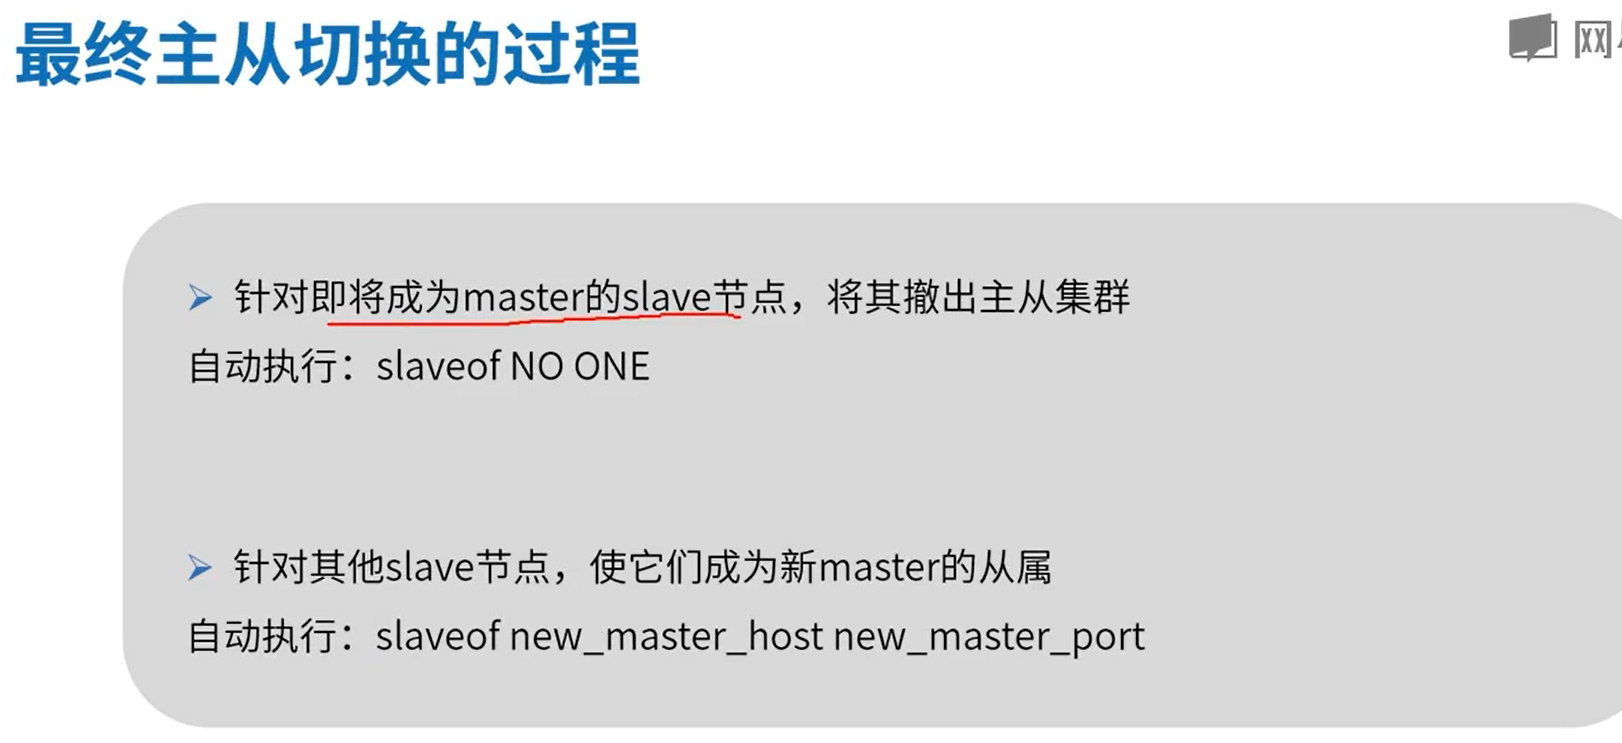 最终主从切换的过程
网
针对即将成为master的slave节点，将其撤出主从集群
自动执行：slaveof NO ONE
针对其他slave节点，使它们成为新master的从属
自动执行：slaveof new_master_host new_master_port